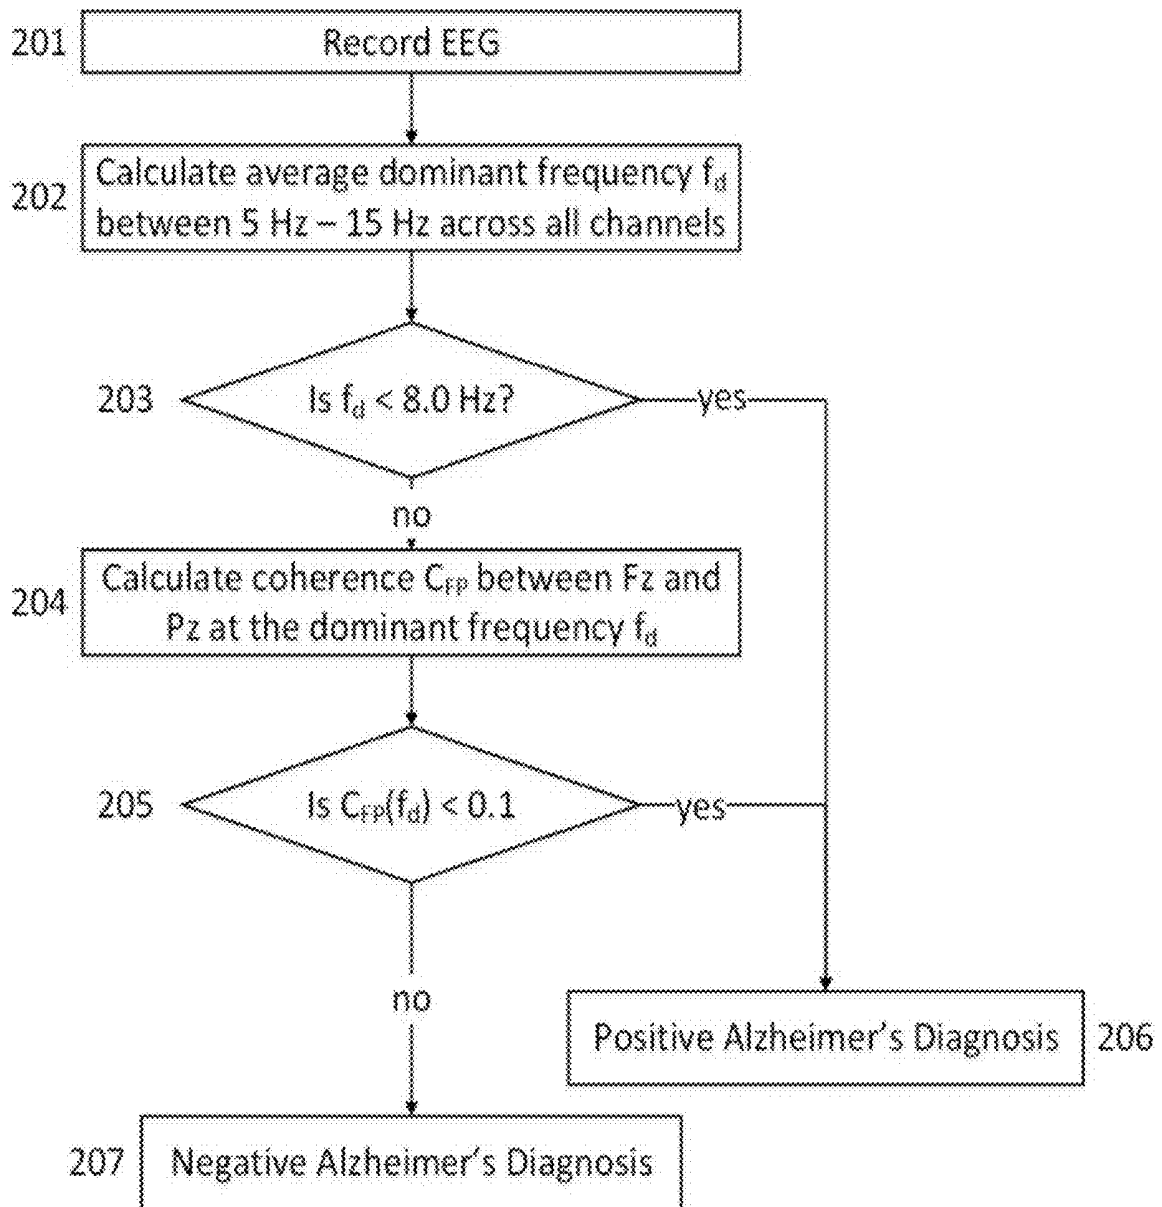 201
Record EEG
202
Calculate average dominant frequency fd
between 5 Hz – 15 Hz across all channels
203
Is fd < 8.0 Hz?
yes
no
204
Calculate coherence CFP between Fz and
Pz at the dominant frequency fd
205
Is CFP(fd) < 0.1
yes
no
Positive Alzheimer's Diagnosis
206
207
Negative Alzheimer's Diagnosis